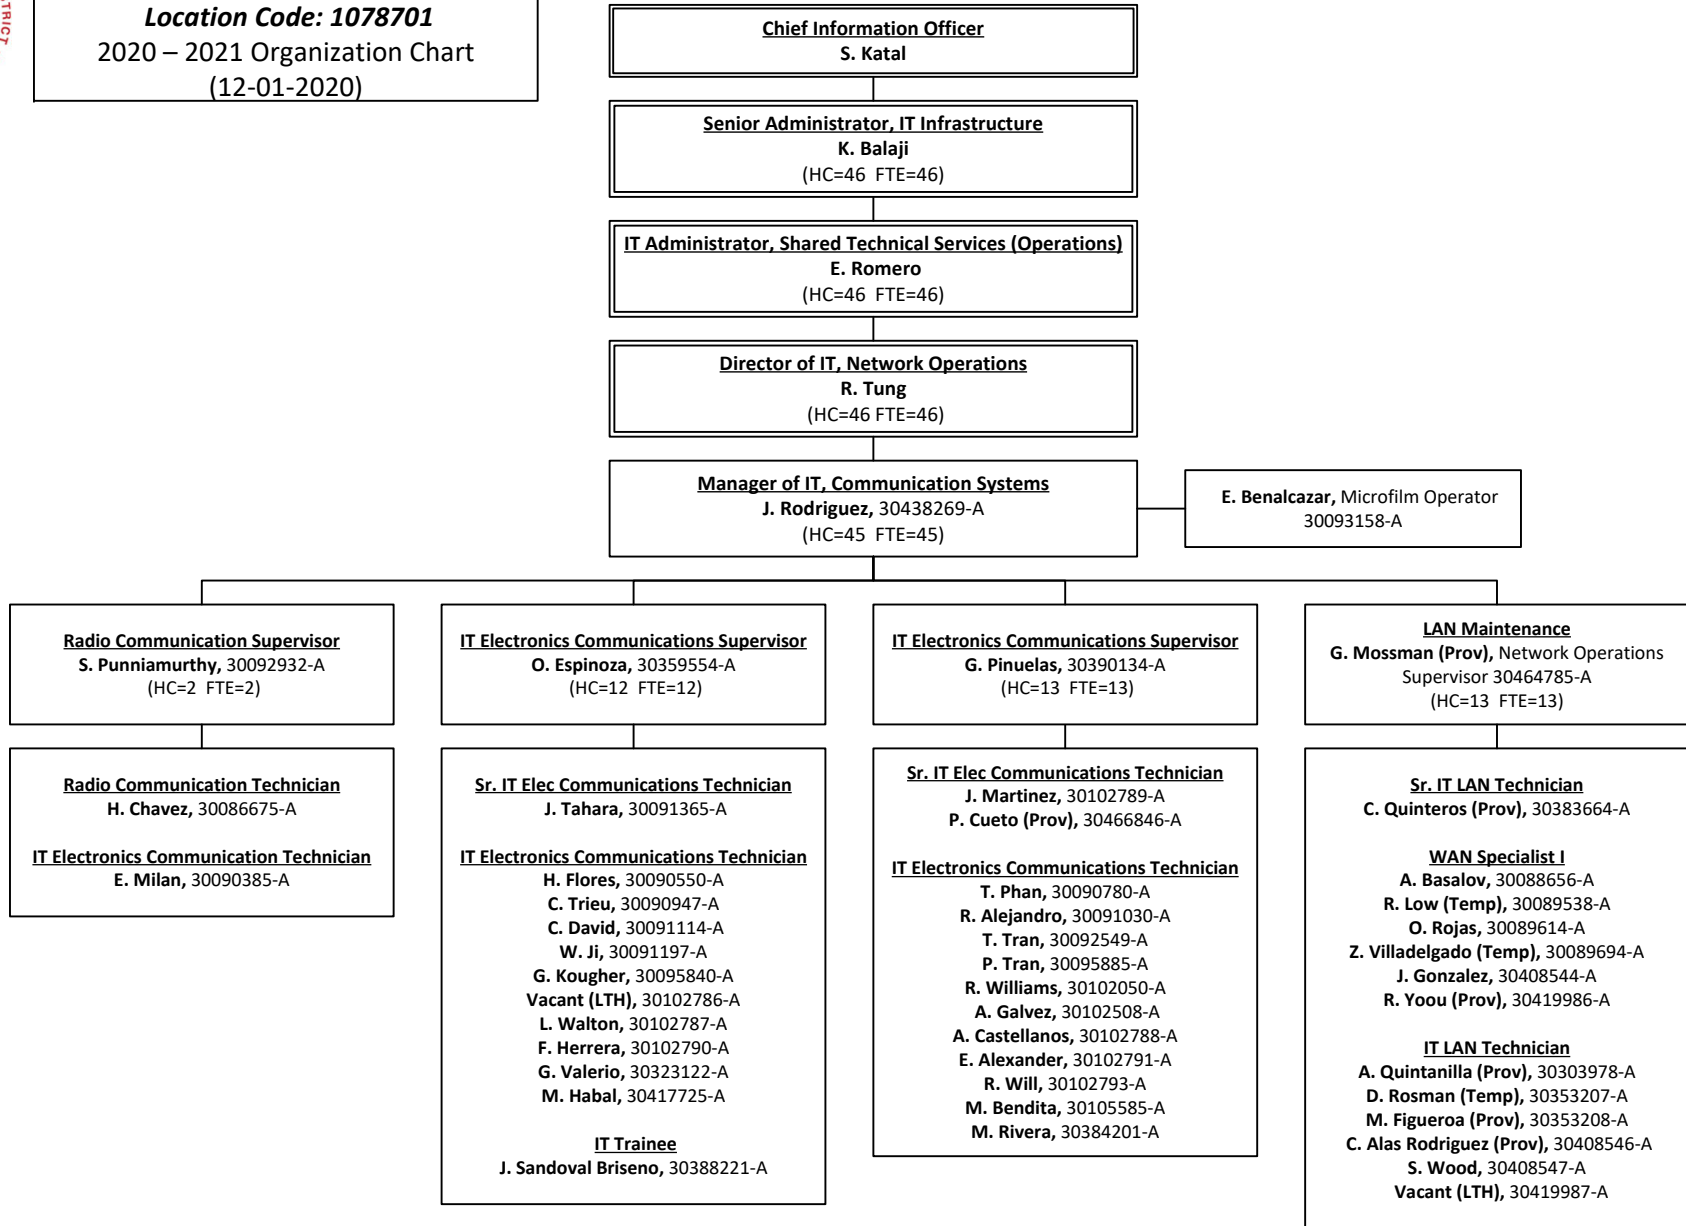 TRICT
Location Code: 1078701
2020 – 2021 Organization Chart
(12-01-2020)
Chief Information Officer
S. Katal
Senior Administrator, IT Infrastructure
K. Balaji
(HC=46 FTE=46)
IT Administrator, Shared Technical Services (Operations)
E. Romero
(HC=46 FTE=46)
Director of IT, Network Operations
R. Tung
(HC=46 FTE=46)
Manager of IT, Communication Systems
J. Rodriguez, 30438269-A
(HC=45 FTE=45)
E. Benalcazar, Microfilm Operator
30093158-A
Radio Communication Supervisor
S. Punniamurthy, 30092932-A
(HC=2 FTE=2)
IT Electronics Communications Supervisor
O. Espinoza, 30359554-A
(HC=12 FTE=12)
IT Electronics Communications Supervisor
G. Pinuelas, 30390134-A
(HC=13 FTE=13)
LAN Maintenance
G. Mossman (Prov), Network Operations
Supervisor 30464785-A
(HC=13 FTE=13)
Radio Communication Technician
H. Chavez, 30086675-A
IT Electronics Communication Technician
E. Milan, 30090385-A
Sr. IT Elec Communications Technician
J. Tahara, 30091365-A
IT Electronics Communications Technician
H. Flores, 30090550-A
C. Trieu, 30090947-A
C. David, 30091114-A
W. Ji, 30091197-A
G. Kougher, 30095840-A
Vacant (LTH), 30102786-A
L. Walton, 30102787-A
F. Herrera, 30102790-A
G. Valerio, 30323122-A
M. Habal, 30417725-A
IT Trainee
J. Sandoval Briseno, 30388221-A
Sr. IT Elec Communications Technician
J. Martinez, 30102789-A
P. Cueto (Prov), 30466846-A
IT Electronics Communications Technician
T. Phan, 30090780-A
R. Alejandro, 30091030-A
T. Tran, 30092549-A
P. Tran, 30095885-A
R. Williams, 30102050-A
A. Galvez, 30102508-A
A. Castellanos, 30102788-A
E. Alexander, 30102791-A
R. Will, 30102793-A
M. Bendita, 30105585-A
M. Rivera, 30384201-A
Sr. IT LAN Technician
C. Quinteros (Prov), 30383664-A
WAN Specialist I
A. Basalov, 30088656-A
R. Low (Temp), 30089538-A
O. Rojas, 30089614-A
Z. Villadelgado (Temp), 30089694-A
J. Gonzalez, 30408544-A
R. Yoou (Prov), 30419986-A
IT LAN Technician
A. Quintanilla (Prov), 30303978-A
D. Rosman (Temp), 30353207-A
M. Figueroa (Prov), 30353208-A
C. Alas Rodriguez (Prov), 30408546-A
S. Wood, 30408547-A
Vacant (LTH), 30419987-A